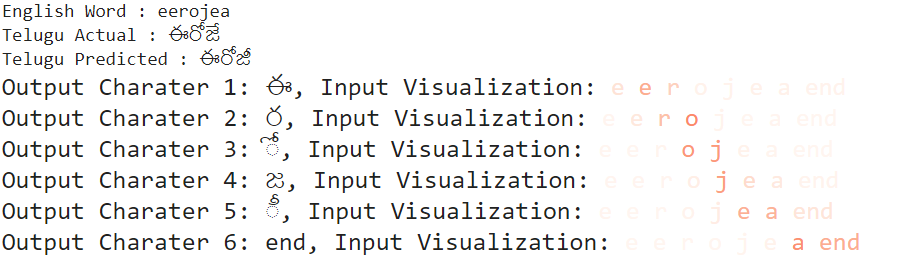 English Word : eerojea
Telugu Actual : ఈరోజే
Telugu Predicted : ఈరోజీ
Output Charater 1: ఈ, Input Visualization: e e r o j e a end
Output Charater 2: ర, Input Visualization: e e r o j e a end
Output Charater 3: ో, Input Visualization: e e r o j e a end
Output Charater 4: జ, Input Visualization: e e r o j e a end
Output Charater 5: ీ, Input Visualization: e e r o j e a end
Output Charater 6: end, Input Visualization: e e r o j e a end